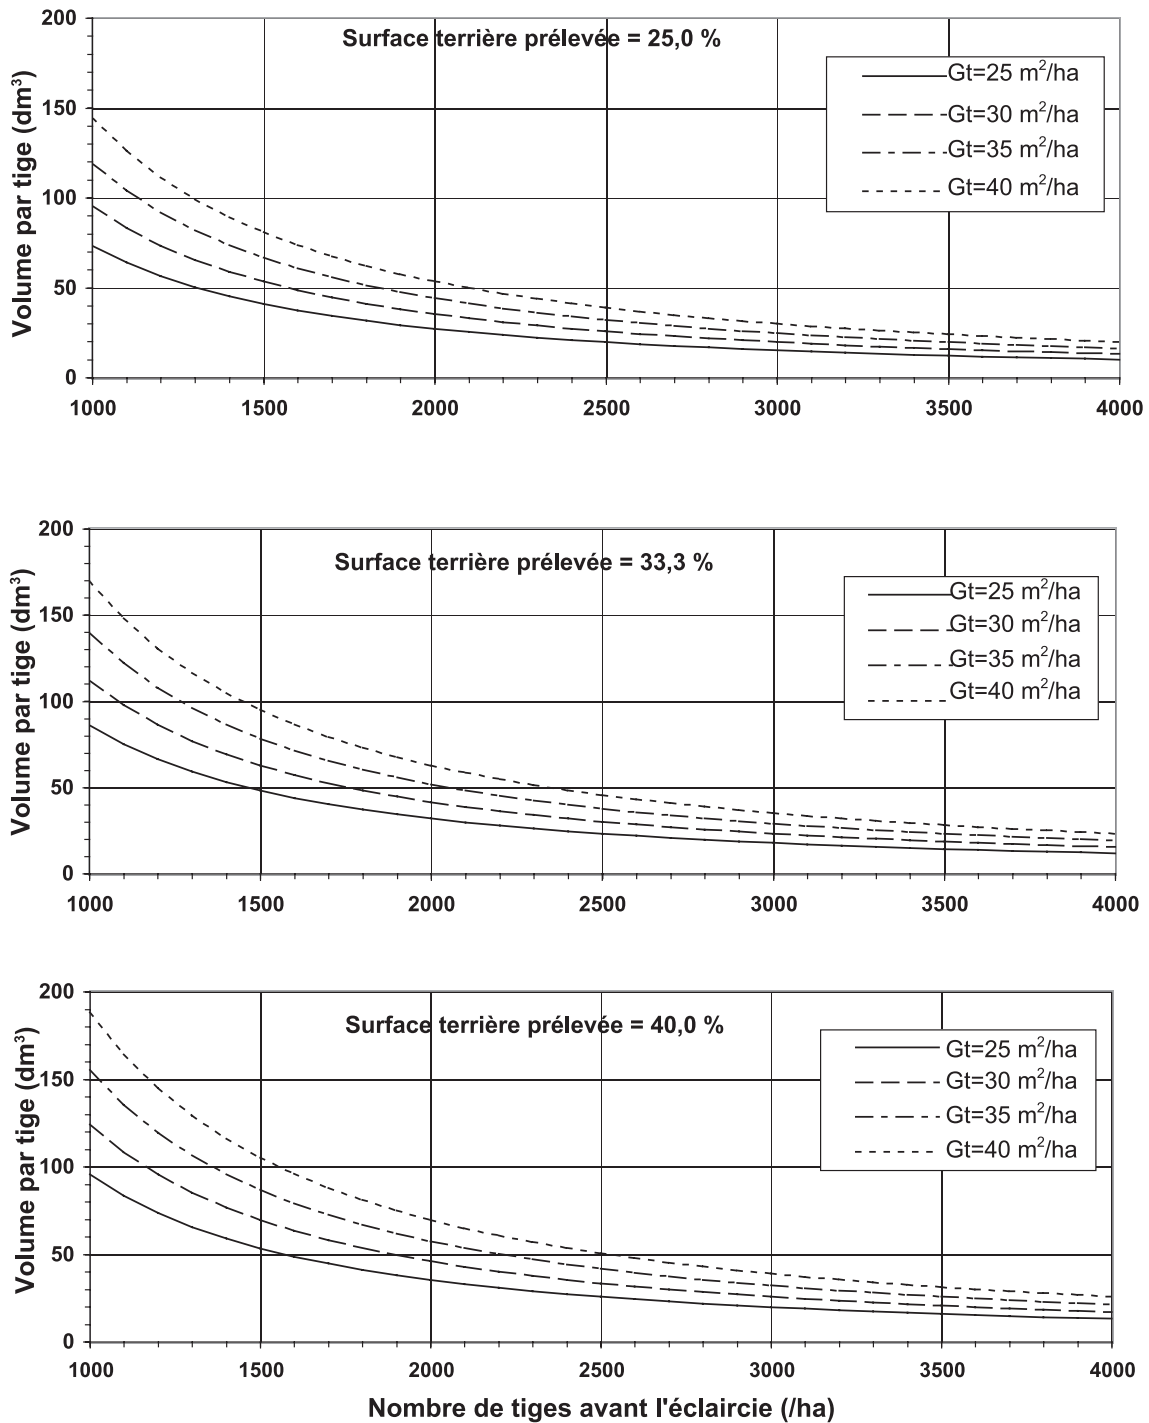 Surface terrière prélevée = 25,0 %
Volume par tige (dm³)
200
150
100
50
0
1000 1500 2000 2500 3000 3500 4000
Gt=25 m²/ha
Gt=30 m²/ha
Gt=35 m²/ha
Gt=40 m²/ha
Surface terrière prélevée = 33,3 %
Volume par tige (dm³)
200
150
100
50
0
1000 1500 2000 2500 3000 3500 4000
Gt=25 m²/ha
Gt=30 m²/ha
Gt=35 m²/ha
Gt=40 m²/ha
Surface terrière prélevée = 40,0 %
Volume par tige (dm³)
200
150
100
50
0
1000 1500 2000 2500 3000 3500 4000
Gt=25 m²/ha
Gt=30 m²/ha
Gt=35 m²/ha
Gt=40 m²/ha
Nombre de tiges avant l'éclaircie (/ha)